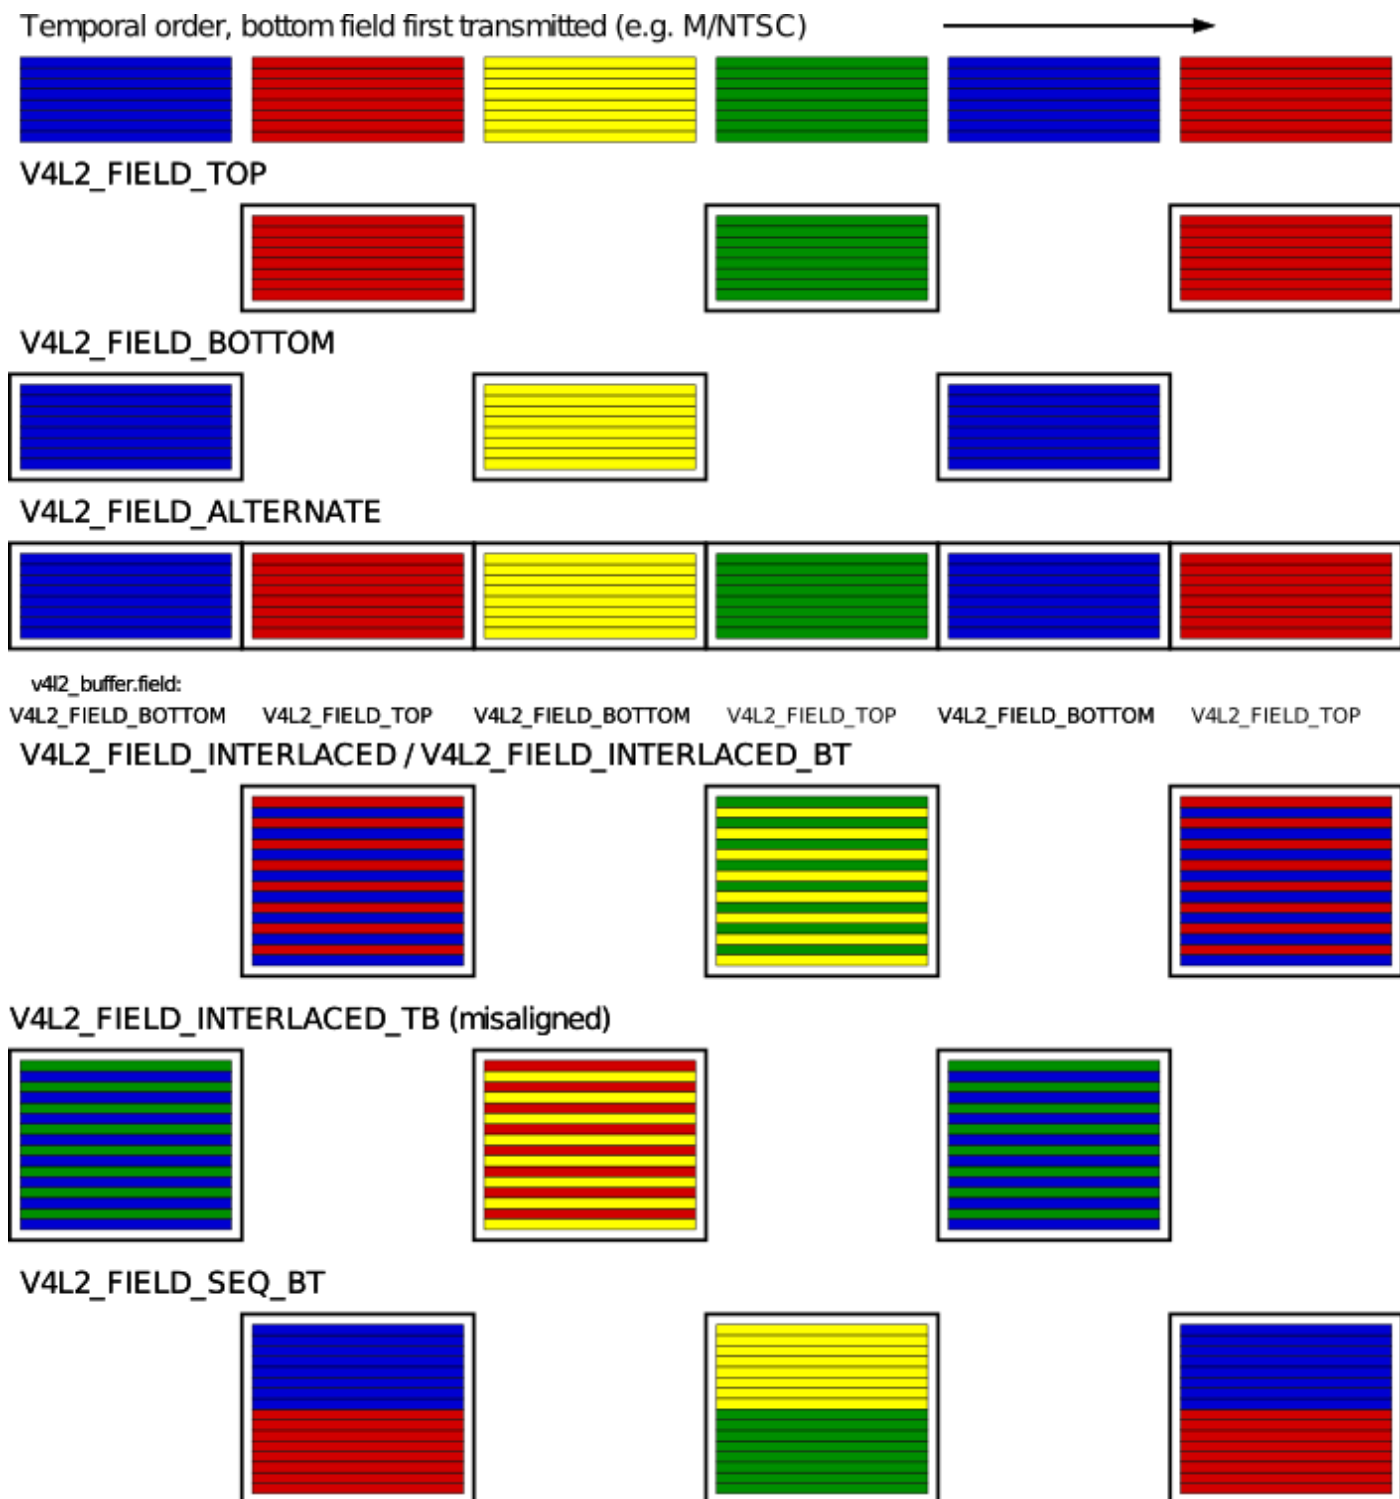 Temporal order, bottom field first transmitted (e.g. M/NTSC)
V4L2_FIELD_TOP
V4L2_FIELD_BOTTOM
V4L2_FIELD_ALTERNATE
v4l2_buffer.field:
V4L2_FIELD_BOTTOM V4L2_FIELD_TOP V4L2_FIELD_BOTTOM V4L2_FIELD_TOP V4L2_FIELD_BOTTOM V4L2_FIELD_TOP
V4L2_FIELD_INTERLACED / V4L2_FIELD_INTERLACED_BT
V4L2_FIELD_INTERLACED_TB (misaligned)
V4L2_FIELD_SEQ_BT